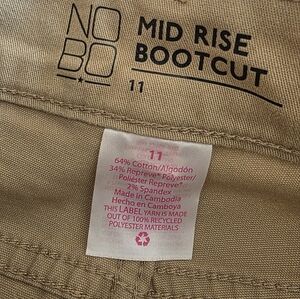 NO
BO
MID RISE
BOOTCUT
11
11
64% Cotton/Algodón
34% Repreve® Polyester/
Poliéster Repreve®
2% Spandex
Made in Cambodia
Hecho en Camboya
THIS LABEL YARN IS MADE
OUT OF 100% RECYCLED
POLYESTER MATERIALS